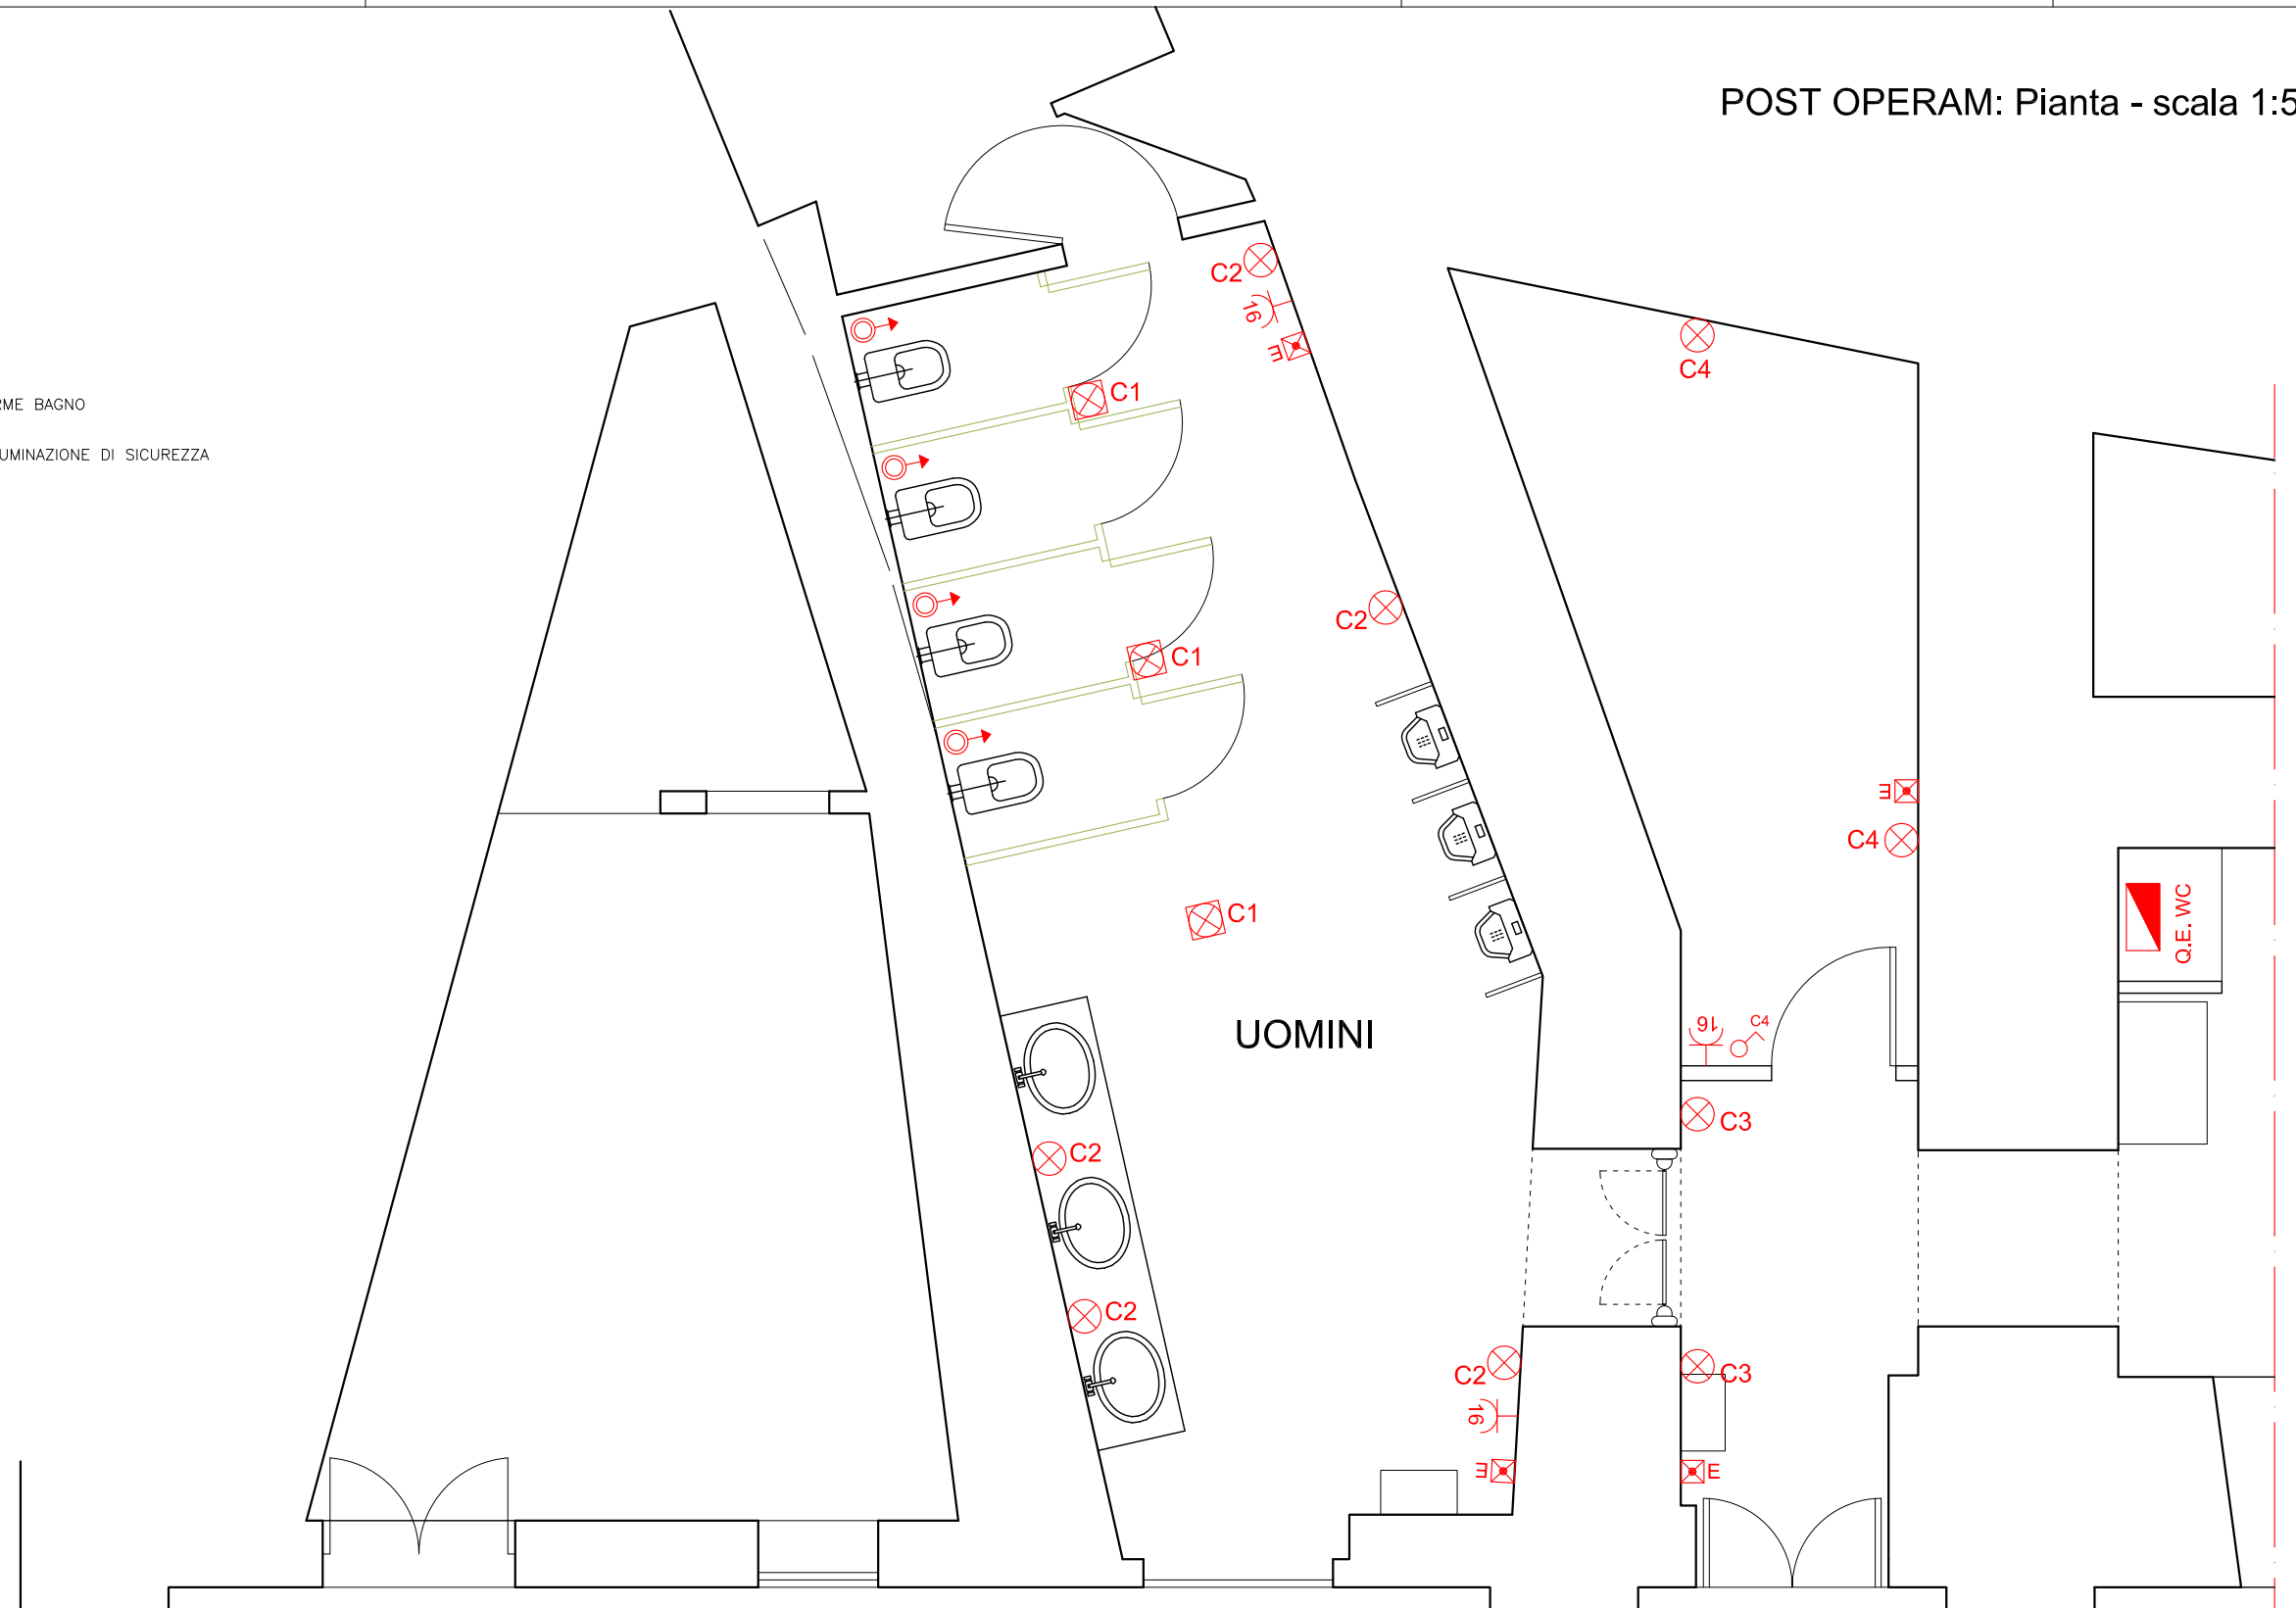 POST OPERAM: Pianta - scala 1:5
RME BAGNO
UMINAZIONE DI SICUREZZA
C2
16
E
C4
C1
C2
C1
E
C4
C1
Q.E. WC
UOMINI
16
C4
C3
C2
C2
C2
C3
16
E
E